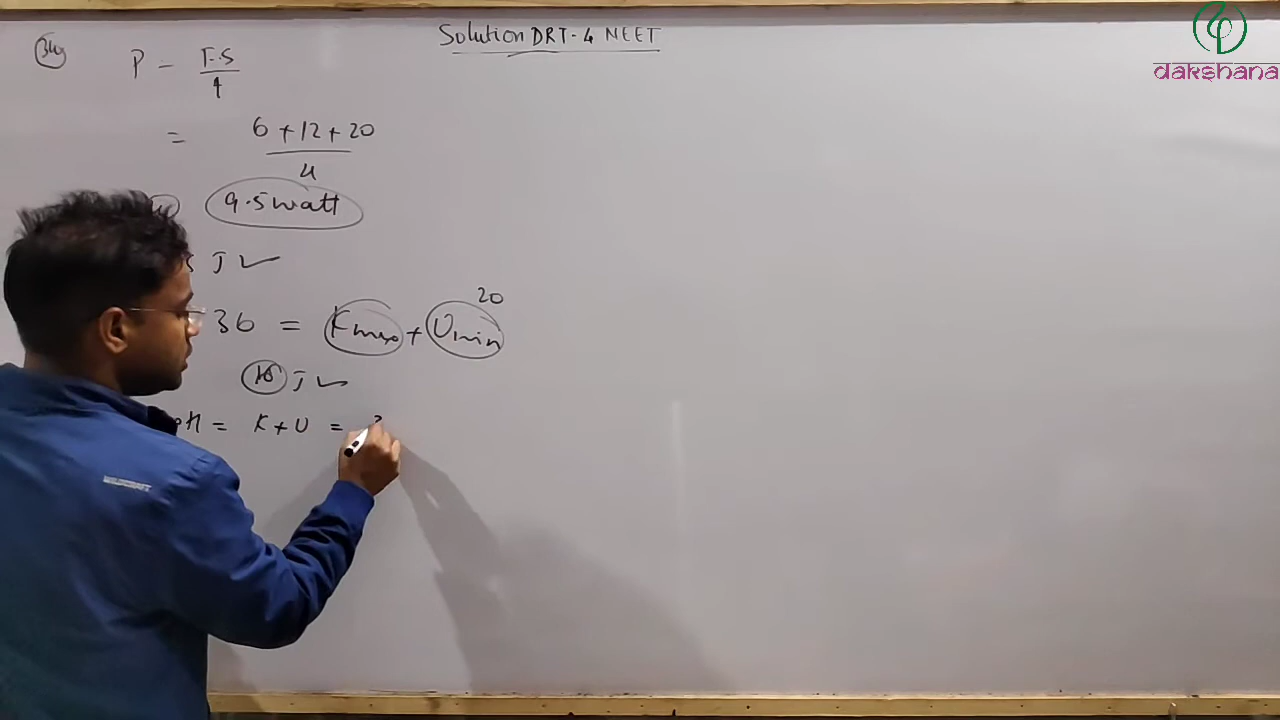 Solution DRT-4 NEET
dakshana
34
P = F.S
4
= 6 + 12 + 20
4
9.5 watt
J ✓
36 = Kmax + Umin
20
16 J ✓
= K + U =